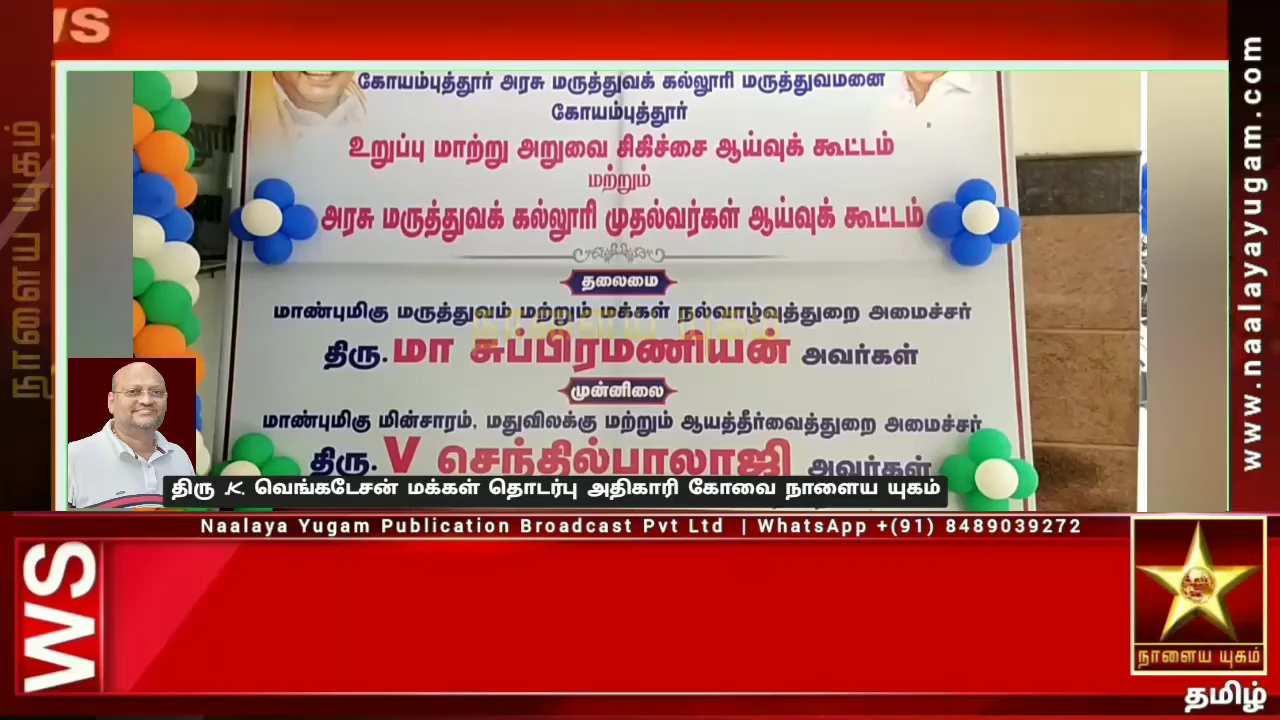 WS
கோயம்புத்தூர் அரசு மருத்துவக் கல்லூரி மருத்துவமனை
கோயம்புத்தூர்
உறுப்பு மாற்று அறுவை சிகிச்சை ஆய்வுக் கூட்டம்
மற்றும்
அரசு மருத்துவக் கல்லூரி முதல்வர்கள் ஆய்வுக் கூட்டம்
தலைமை
மாண்புமிகு மருத்துவம் மற்றும் மக்கள் நல்வாழ்வுத்துறை அமைச்சர்
நாளைய யுகம்
திரு. மா சுப்பிரமணியன் அவர்கள்
முன்னிலை
மாண்புமிகு மின்சாரம், மதுவிலக்கு மற்றும் ஆயத்தீர்வைத்துறை அமைச்சர்
திரு. V செந்தில்பாலாஜி அவர்கள்
திரு .K. வெங்கடேசன் மக்கள் தொடர்பு அதிகாரி கோவை நாளைய யுகம்
Naalaya Yugam Publication Broadcast Pvt Ltd | WhatsApp +(91) 8489039272
நாளைய யுகம்
www.naalayayugam.com
WS
நாளைய யுகம்
தமிழ்